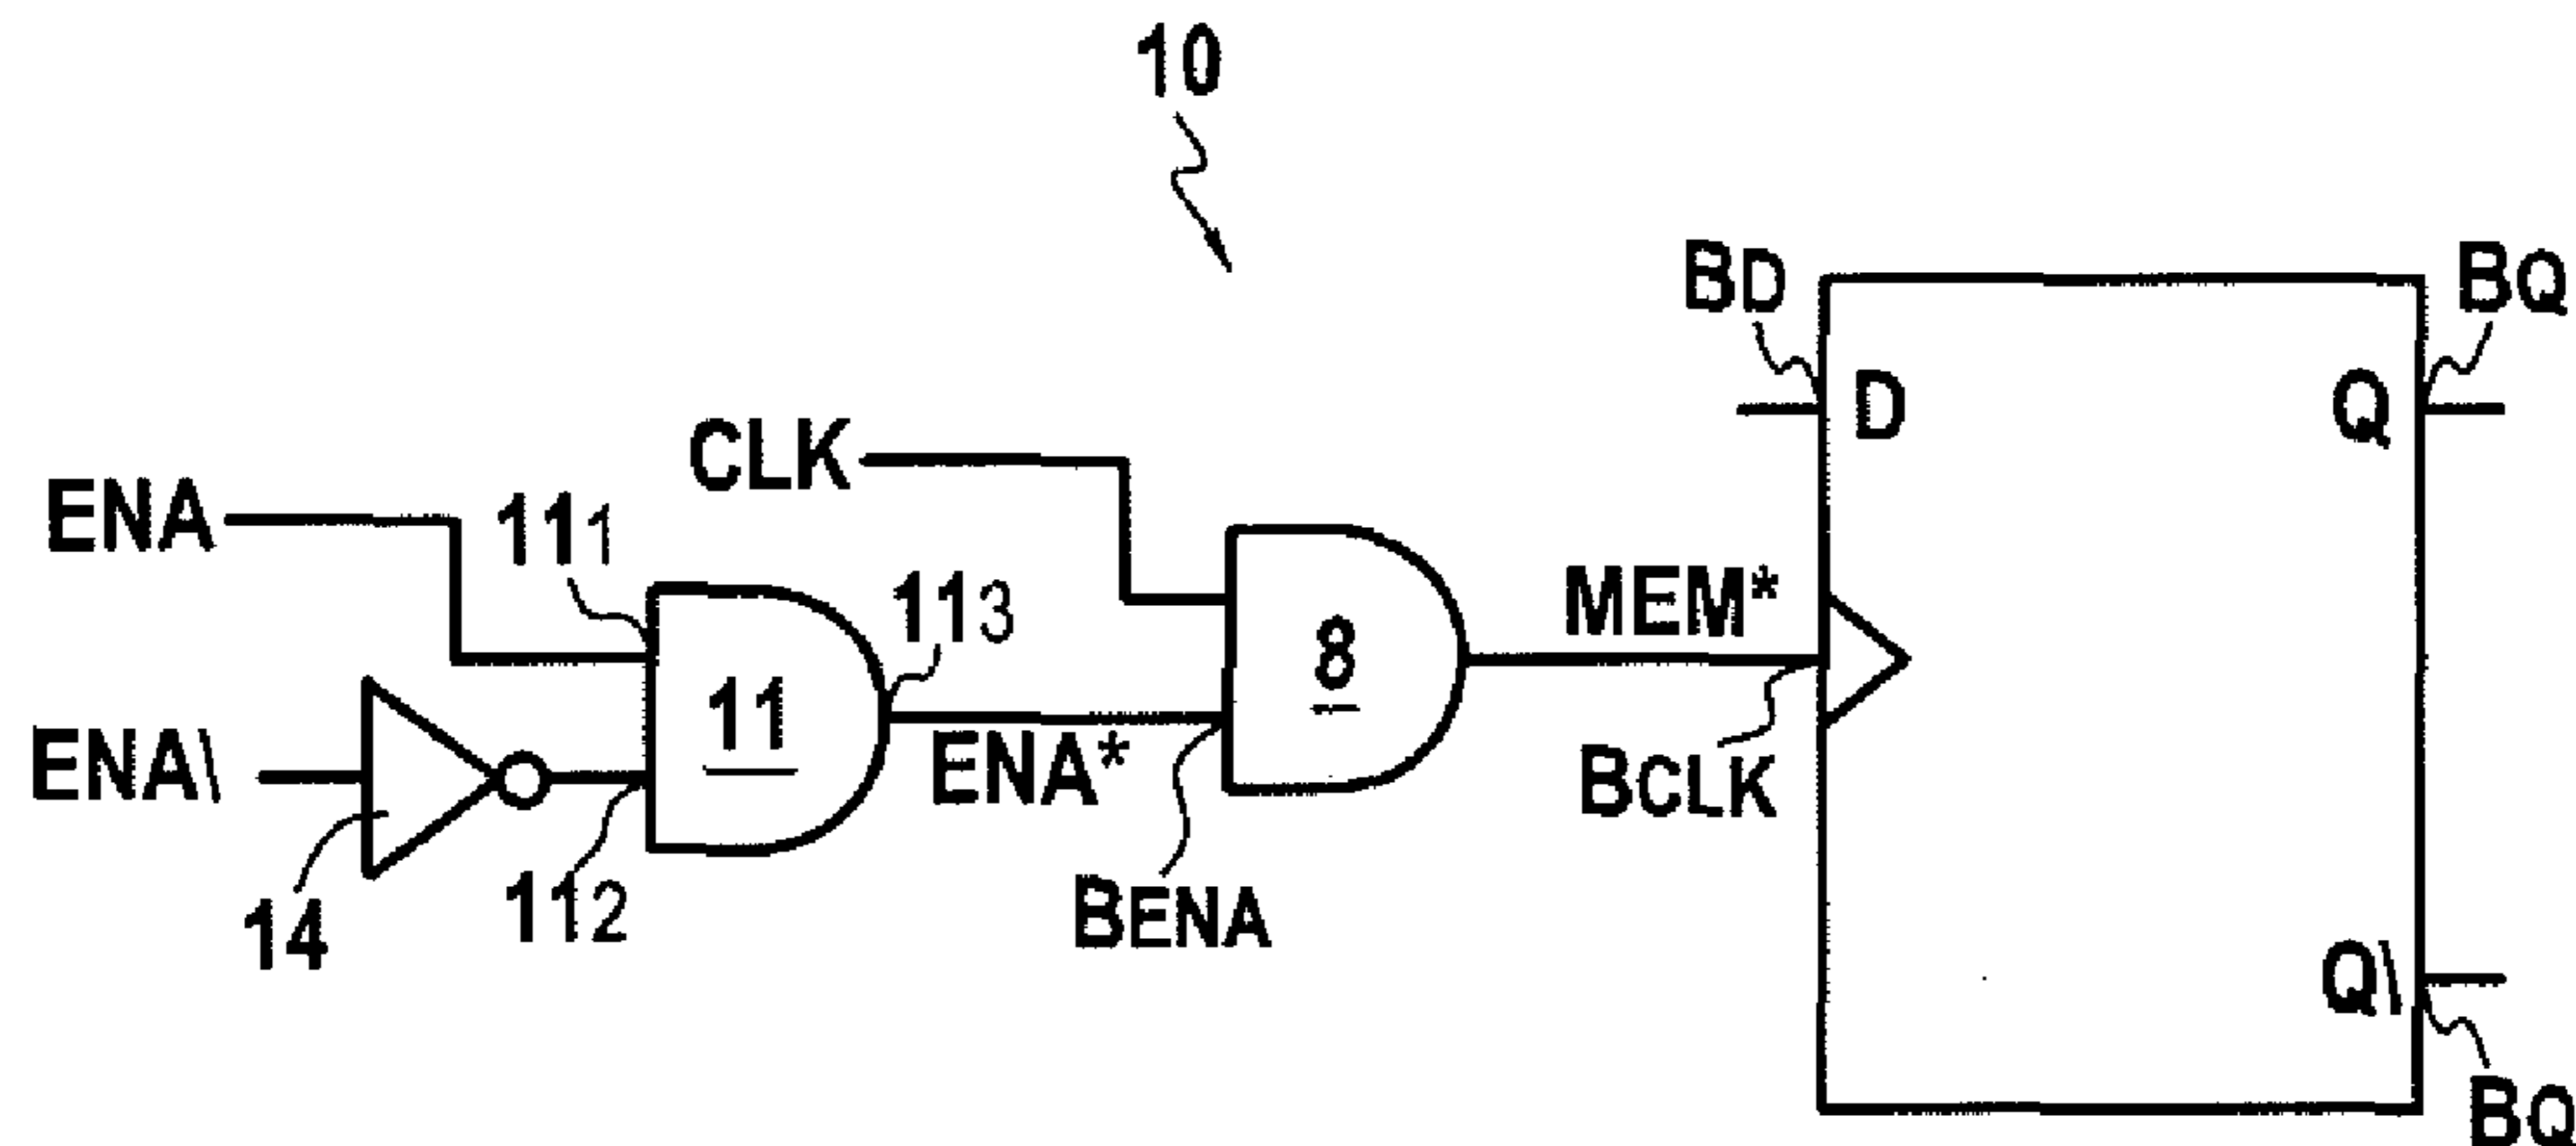 10
BD
BQ
D
Q
CLK
ENA
111
113
MEM*
11
8
ENA\
ENA*
BCLK
14
112
BENA
Q\
BQ